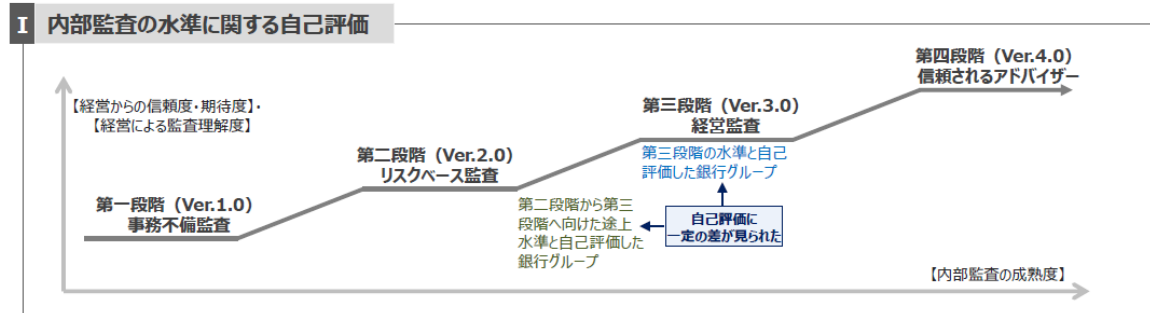 I 内部監査の水準に関する自己評価
第四段階（Ver.4.0）
信頼されるアドバイザー
【経営からの信頼度・期待度】・
【経営による監査理解度】
第三段階（Ver.3.0）
経営監査
第三段階の水準と自己
評価した銀行グループ
第二段階（Ver.2.0）
リスクベース監査
第一段階（Ver.1.0）
事務不備監査
第二段階から第三
段階へ向けた途上
水準と自己評価した
銀行グループ
自己評価に
一定の差が見られた
【内部監査の成熟度】